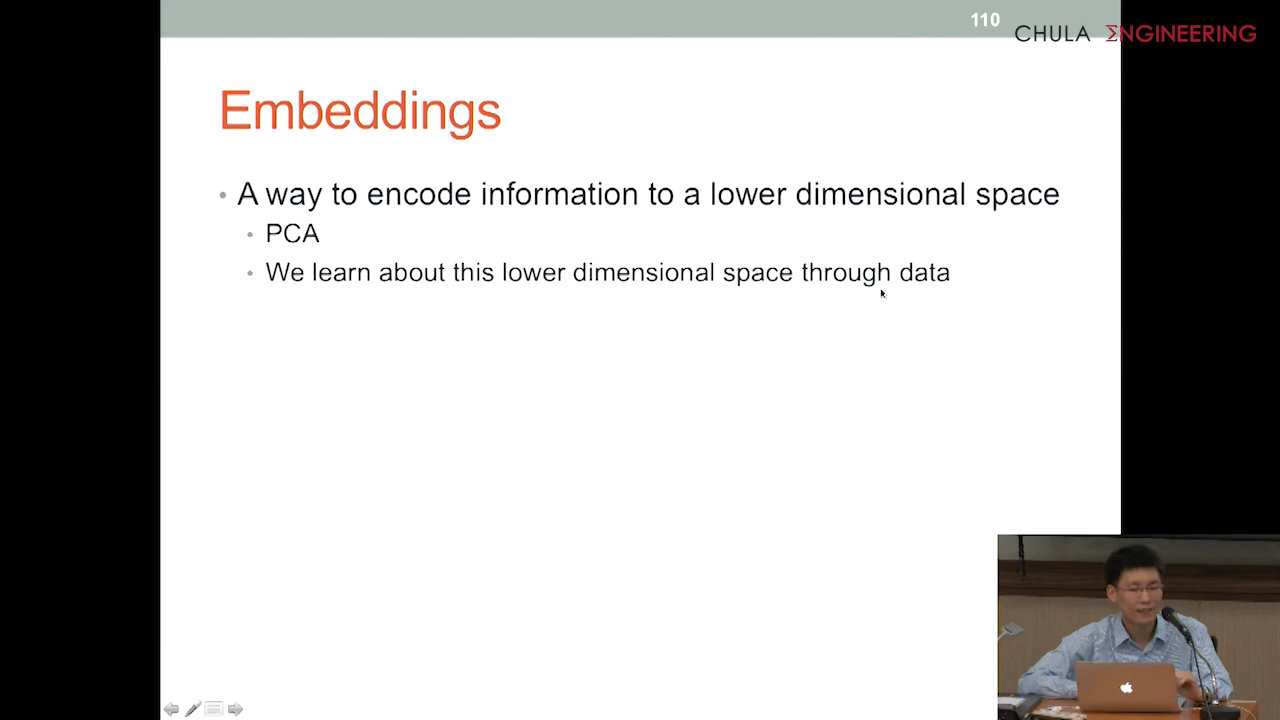 110
CHULA ΣNGINEERING
Embeddings
• A way to encode information to a lower dimensional space
• PCA
• We learn about this lower dimensional space through data